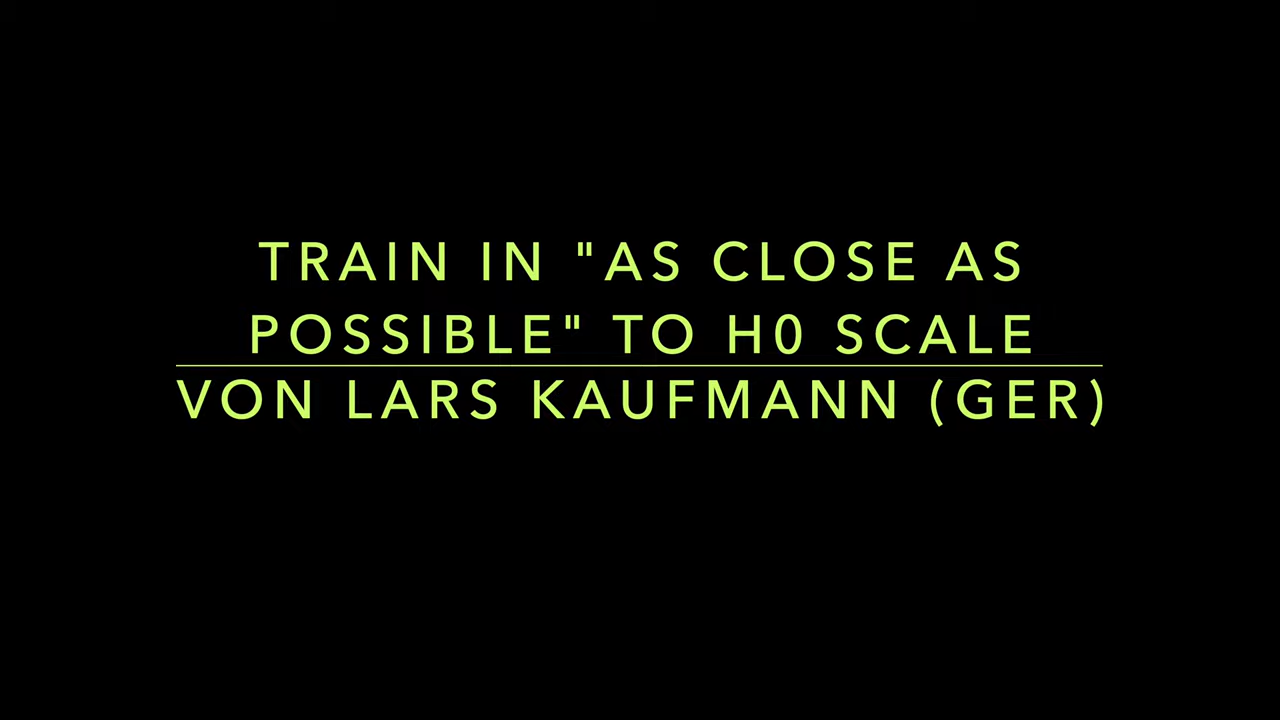 TRAIN IN "AS CLOSE AS
POSSIBLE" TO H0 SCALE
VON LARS KAUFMANN (GER)